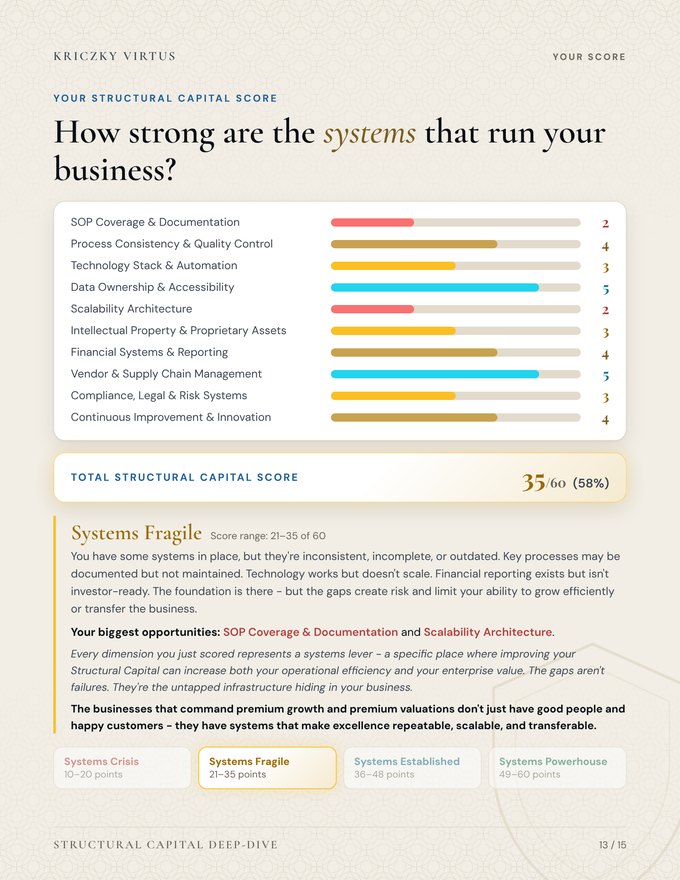 KRICZKY VIRTUS
YOUR SCORE
YOUR STRUCTURAL CAPITAL SCORE
How strong are the systems that run your
business?
SOP Coverage & Documentation 2
Process Consistency & Quality Control 4
Technology Stack & Automation 3
Data Ownership & Accessibility 5
Scalability Architecture 2
Intellectual Property & Proprietary Assets 3
Financial Systems & Reporting 4
Vendor & Supply Chain Management 5
Compliance, Legal & Risk Systems 3
Continuous Improvement & Innovation 4
TOTAL STRUCTURAL CAPITAL SCORE 35/60 (58%)
Systems Fragile Score range: 21–35 of 60
You have some systems in place, but they're inconsistent, incomplete, or outdated. Key processes may be
documented but not maintained. Technology works but doesn't scale. Financial reporting exists but isn't
investor-ready. The foundation is there - but the gaps create risk and limit your ability to grow efficiently
or transfer the business.
Your biggest opportunities: SOP Coverage & Documentation and Scalability Architecture.
Every dimension you just scored represents a systems lever - a specific place where improving your
Structural Capital can increase both your operational efficiency and your enterprise value. The gaps aren't
failures. They're the untapped infrastructure hiding in your business.
The businesses that command premium growth and premium valuations don't just have good people and
happy customers - they have systems that make excellence repeatable, scalable, and transferable.
Systems Crisis
10–20 points
Systems Fragile
21–35 points
Systems Established
36–48 points
Systems Powerhouse
49–60 points
STRUCTURAL CAPITAL DEEP-DIVE
13 / 15